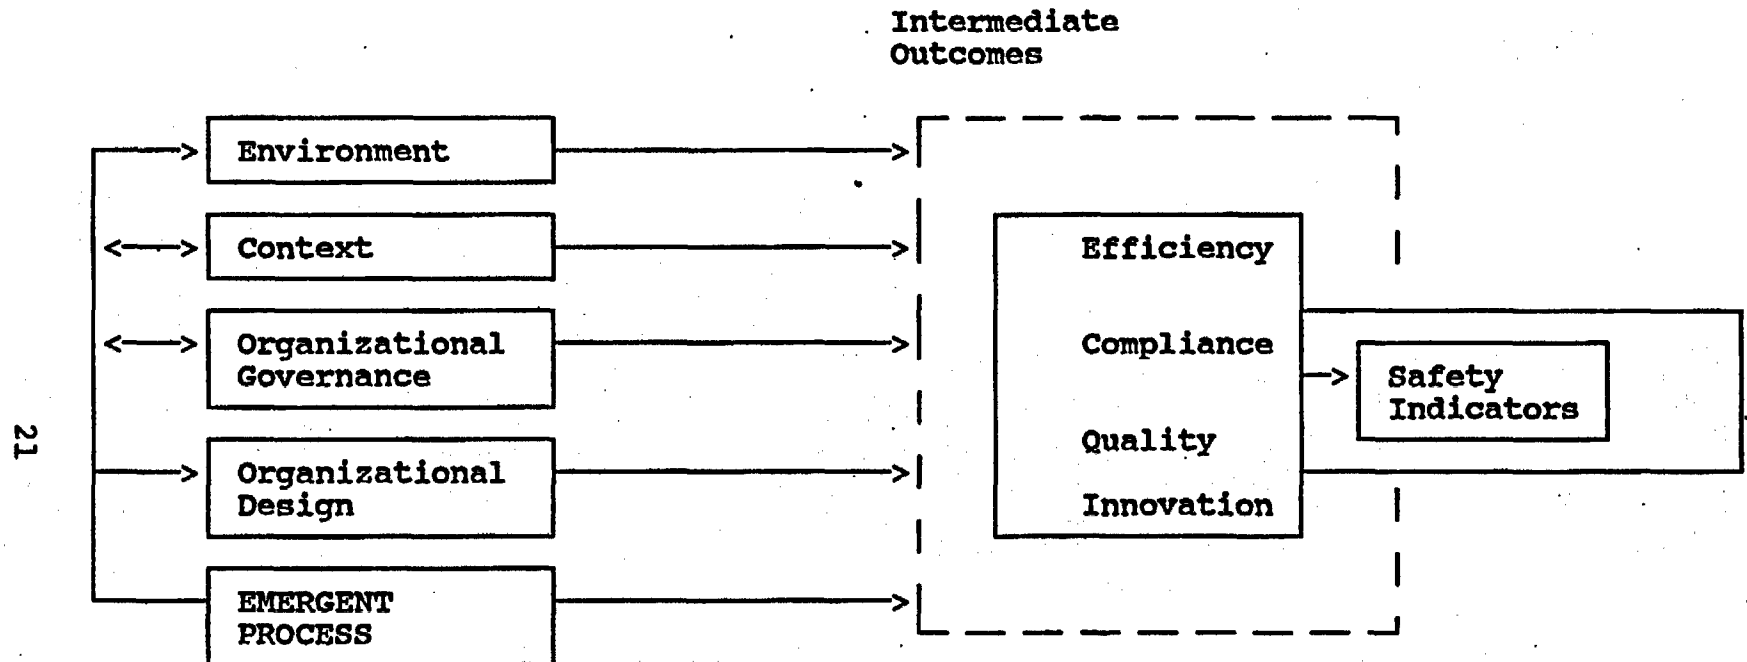 Intermediate
Outcomes
Environment
Context
Organizational
Governance
Organizational
Design
EMERGENT
PROCESS
Efficiency
Compliance
Quality
Innovation
Safety
Indicators
21